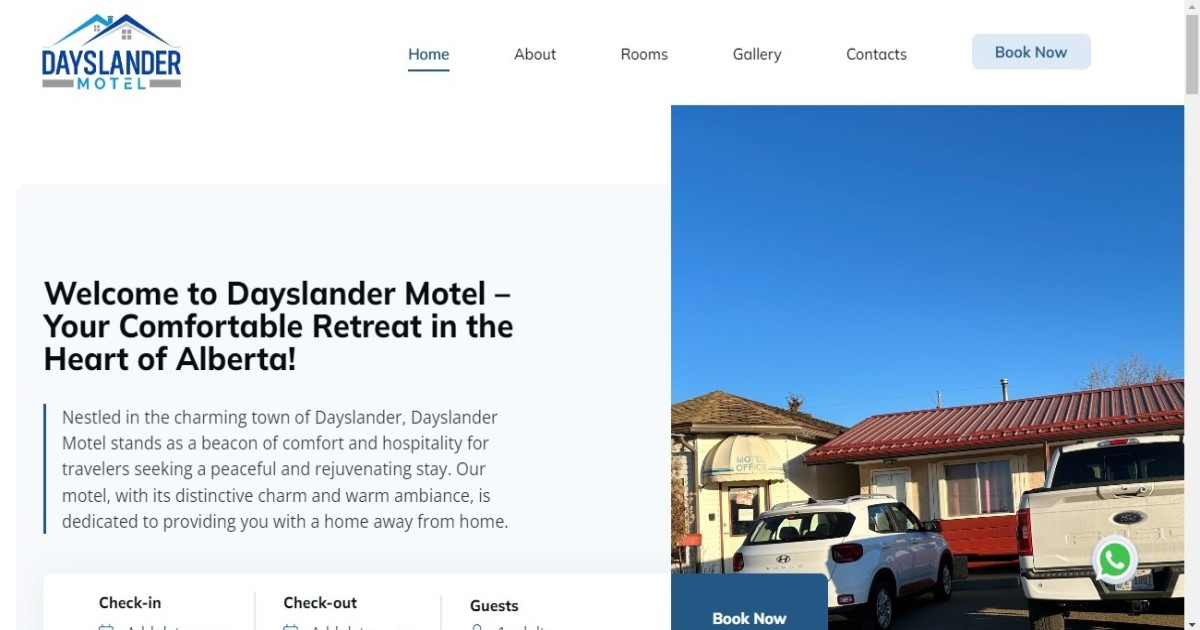 DAYSLANDER
MOTEL
Home
About
Rooms
Gallery
Contacts
Book Now
Welcome to Dayslander Motel –
Your Comfortable Retreat in the
Heart of Alberta!
Nestled in the charming town of Dayslander, Dayslander
Motel stands as a beacon of comfort and hospitality for
travelers seeking a peaceful and rejuvenating stay. Our
motel, with its distinctive charm and warm ambiance, is
dedicated to providing you with a home away from home.
MOTEL
OFFICE
Check-in
Check-out
Guests
Book Now